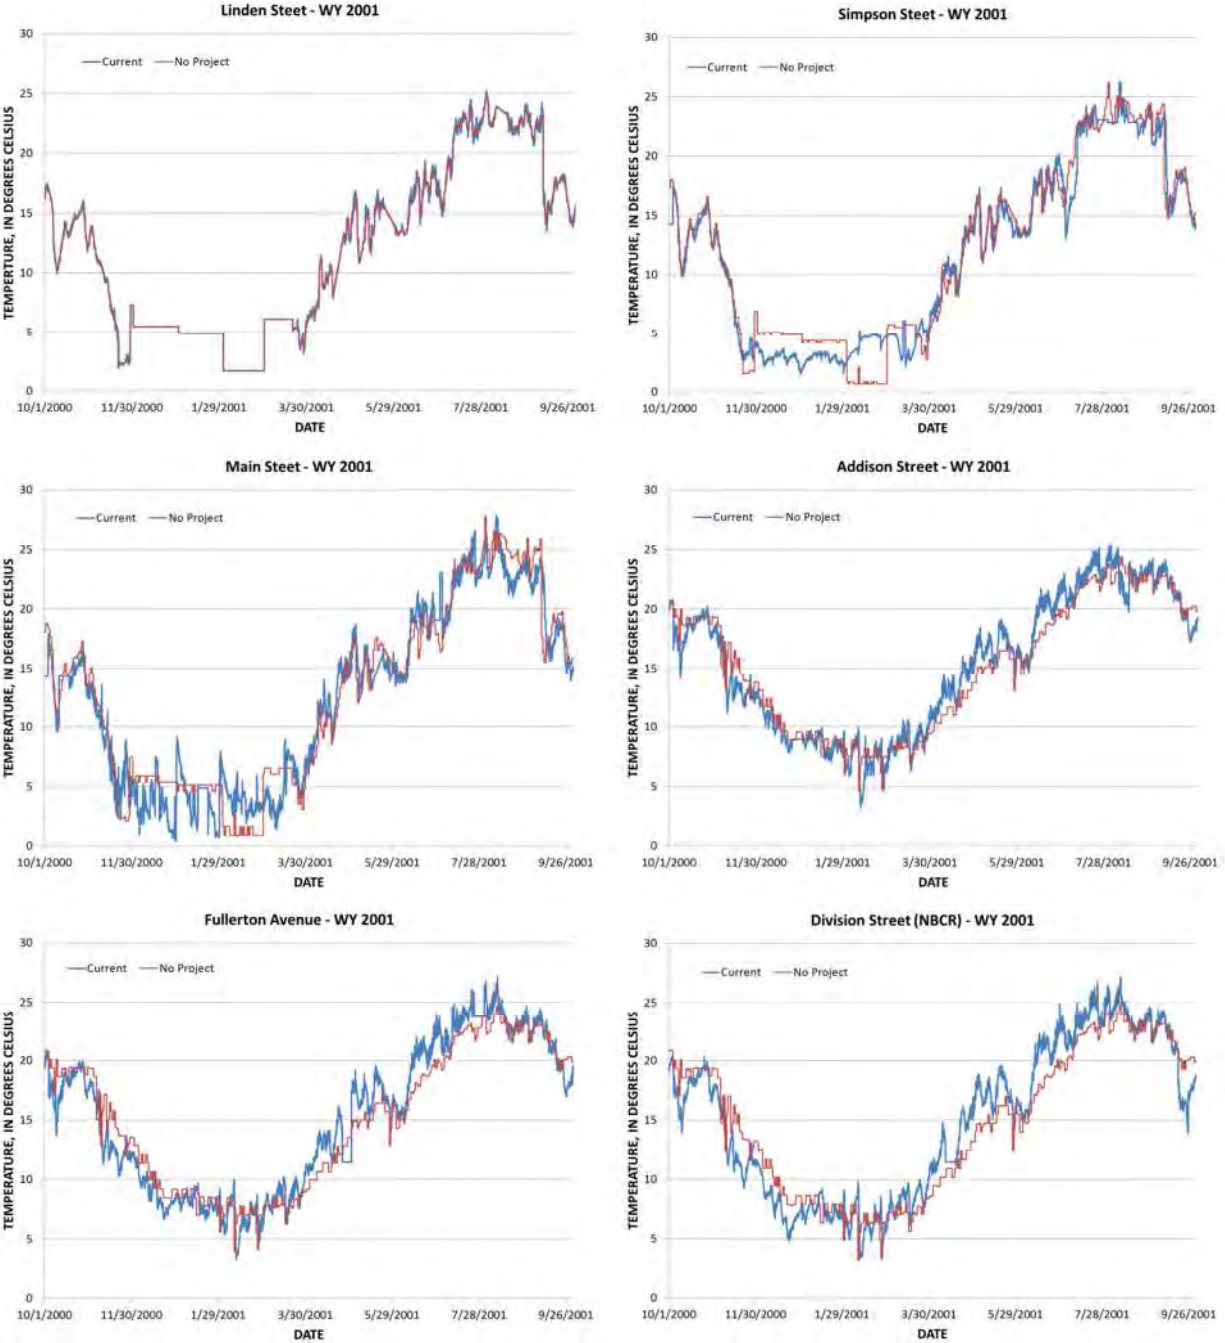 Linden Steet - WY 2001
TEMPERTURE, IN DEGREES CELSIUS
30
25
20
15
10
5
0
Current No Project
10/1/2000 11/30/2000 1/29/2001 3/30/2001 5/29/2001 7/28/2001 9/26/2001
DATE
Simpson Steet - WY 2001
TEMPERATURE, IN DEGREES CELSIUS
30
25
20
15
10
5
0
Current No Project
10/1/2000 11/30/2000 1/29/2001 3/30/2001 5/29/2001 7/28/2001 9/26/2001
DATE
Main Steet - WY 2001
TEMPERATURE, IN DEGREES CELSIUS
30
25
20
15
10
5
0
Current No Project
10/1/2000 11/30/2000 1/29/2001 3/30/2001 5/29/2001 7/28/2001 9/26/2001
DATE
Addison Street - WY 2001
TEMPERATURE, IN DEGREES CELSIUS
30
25
20
15
10
5
0
Current No Project
10/1/2000 11/30/2000 1/29/2001 3/30/2001 5/29/2001 7/28/2001 9/26/2001
DATE
Fullerton Avenue - WY 2001
TEMPERATURE, IN DEGREES CELSIUS
30
25
20
15
10
5
0
Current No Project
10/1/2000 11/30/2000 1/29/2001 3/30/2001 5/29/2001 7/28/2001 9/26/2001
DATE
Division Street (NBCR) - WY 2001
TEMPERATURE, IN DEGREES CELSIUS
30
25
20
15
10
5
0
Current No Project
10/1/2000 11/30/2000 1/29/2001 3/30/2001 5/29/2001 7/28/2001 9/26/2001
DATE